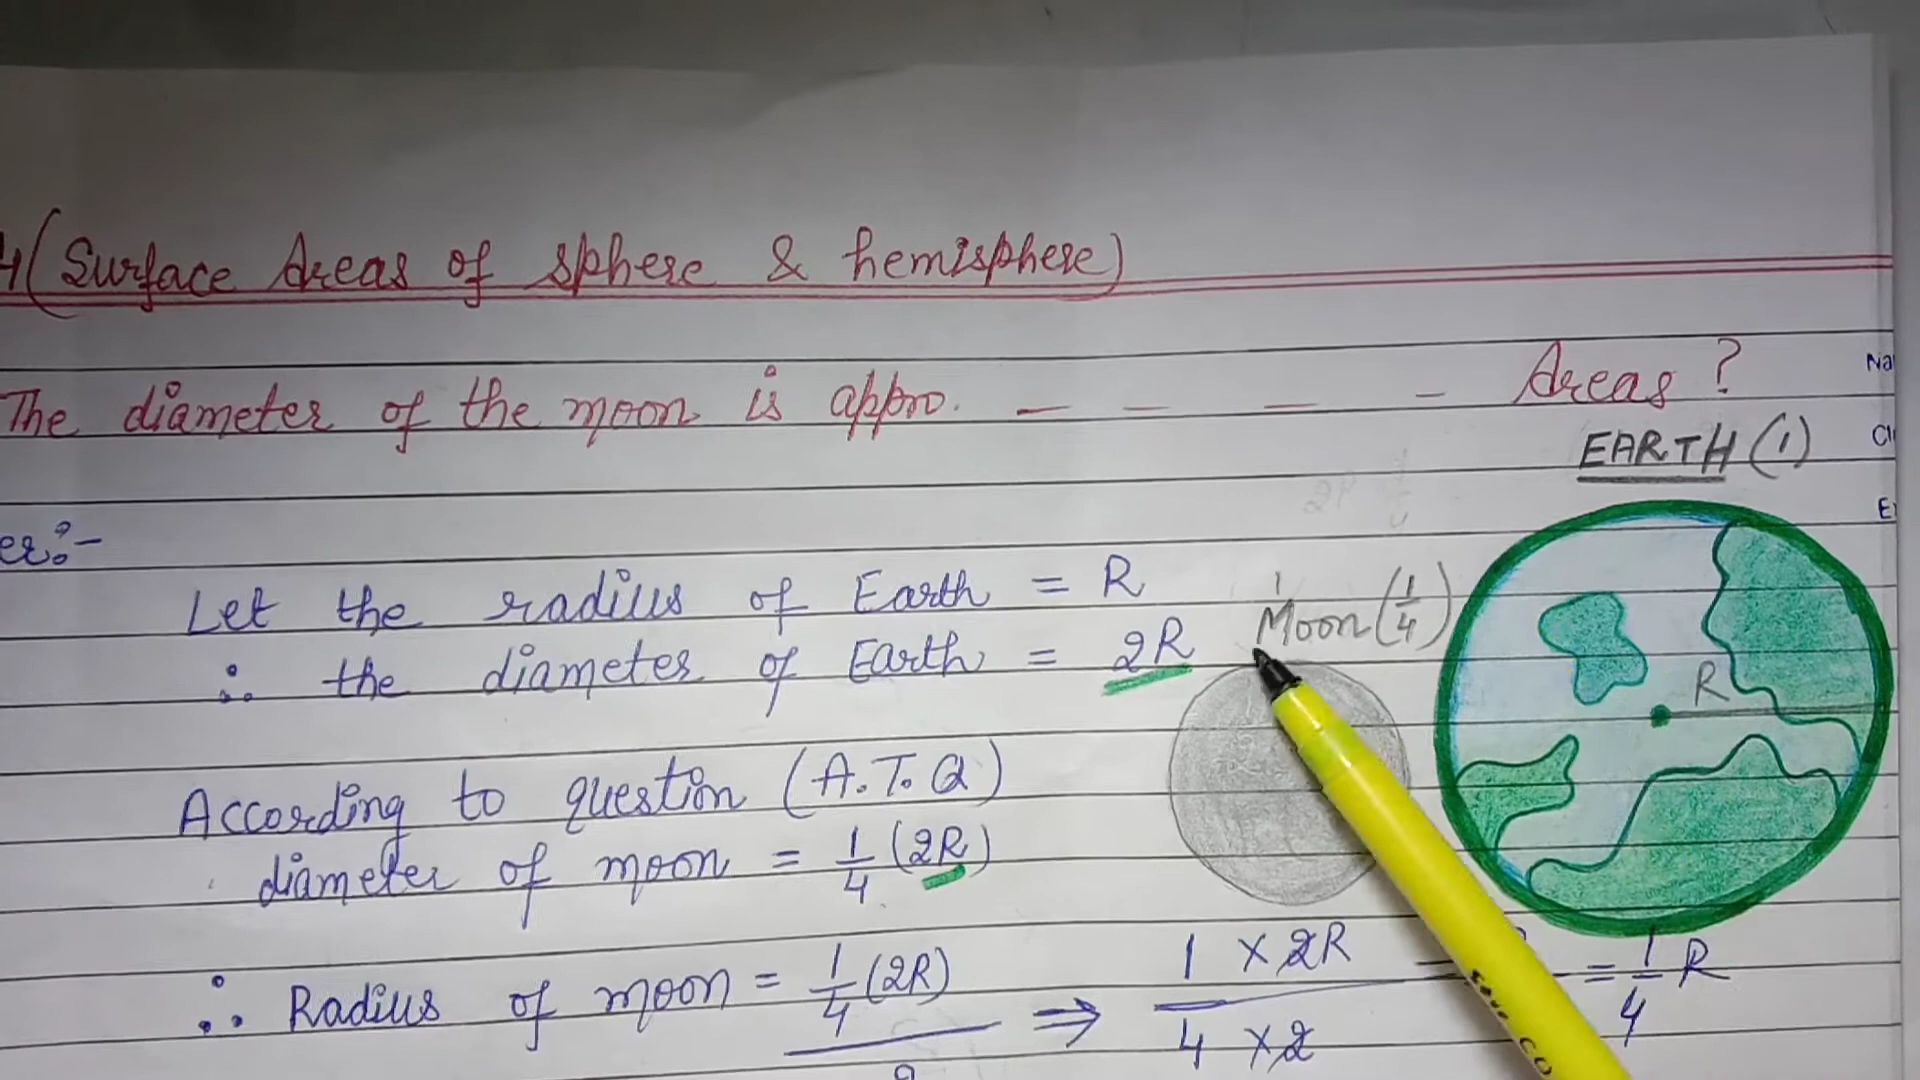 4(Surface Areas of sphere & hemisphere)
The diameter of the moon is appro. — — — - Areas?
EARTH (1)
er:-
Let the radius of Earth = R
Moon (1/4)
∴ the diameter of Earth = 2R
R
According to question (A.T.Q)
diameter of moon = 1/4 (2R)
∴ Radius of moon = 1/4 (2R) / 2 ⇒ 1 × 2R / 4 × 2 = 1/4 R